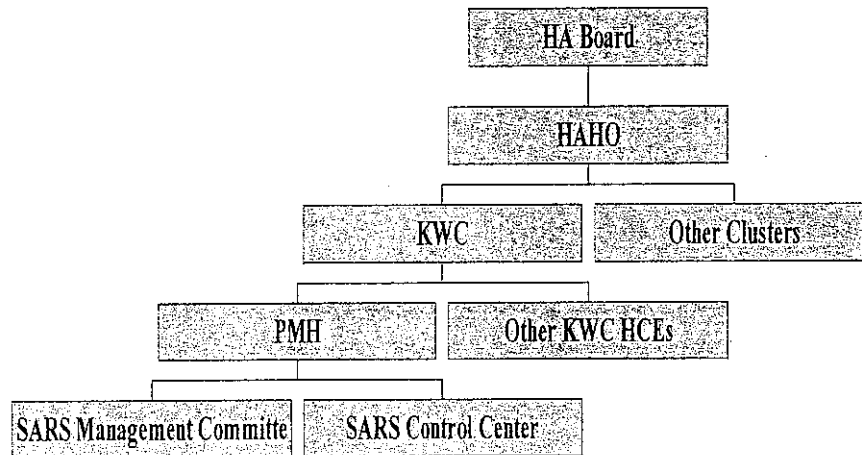 HA Board
HAHO
KWC
Other Clusters
PMH
Other KWC HCEs
SARS Management Committe
SARS Control Center